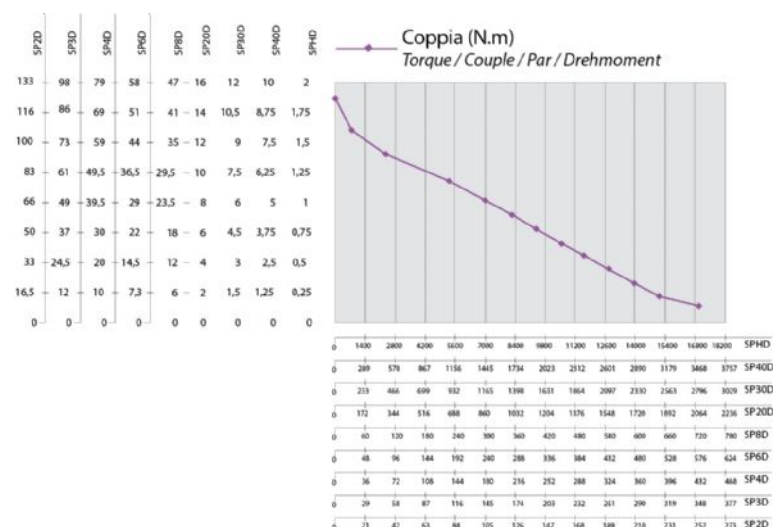 SP2D SP3D SP4D SP6D SP8D SP20D SP30D SP40D SPHD
Coppia (N.m)
Torque / Couple / Par / Drehmoment
133 98 79 58 47 16 12 10 2
116 86 69 51 41 14 10,5 8,75 1,75
100 73 59 44 35 12 9 7,5 1,5
83 61 49,5 36,5 29,5 10 7,5 6,25 1,25
66 49 39,5 29 23,5 8 6 5 1
50 37 30 22 18 6 4,5 3,75 0,75
33 24,5 20 14,5 12 4 3 2,5 0,5
16,5 12 10 7,3 6 2 1,5 1,25 0,25
0 0 0 0 0 0 0 0 0
0 1400 2800 4200 5600 7000 8400 9800 11200 12600 14000 15400 16800 18200 SPHD
0 289 578 867 1156 1445 1734 2023 2312 2601 2890 3179 3468 3757 SP40D
0 233 466 699 932 1165 1398 1631 1864 2097 2330 2563 2796 3029 SP30D
0 172 344 516 688 860 1032 1204 1376 1548 1720 1892 2064 2236 SP20D
0 60 120 180 240 300 360 420 480 600 660 720 780 SP8D
0 48 96 144 192 240 288 336 384 432 480 528 576 624 SP6D
0 36 72 108 144 180 216 252 288 324 360 396 432 468 SP4D
0 29 58 87 116 145 174 203 232 261 290 319 348 377 SP3D
0 SP2D